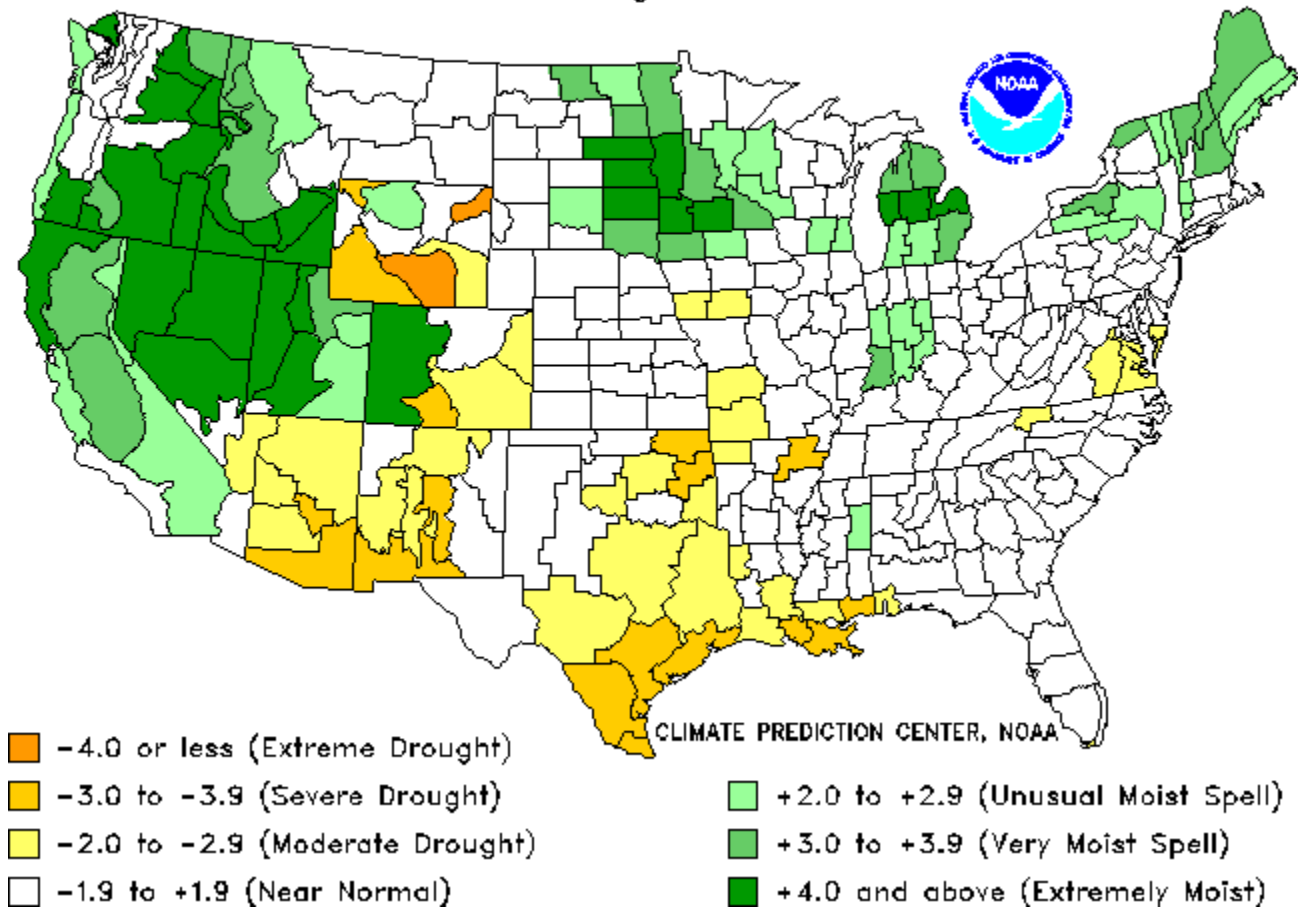 NOAA
CLIMATE PREDICTION CENTER, NOAA
-4.0 or less (Extreme Drought)
-3.0 to -3.9 (Severe Drought)
-2.0 to -2.9 (Moderate Drought)
-1.9 to +1.9 (Near Normal)
+2.0 to +2.9 (Unusual Moist Spell)
+3.0 to +3.9 (Very Moist Spell)
+4.0 and above (Extremely Moist)